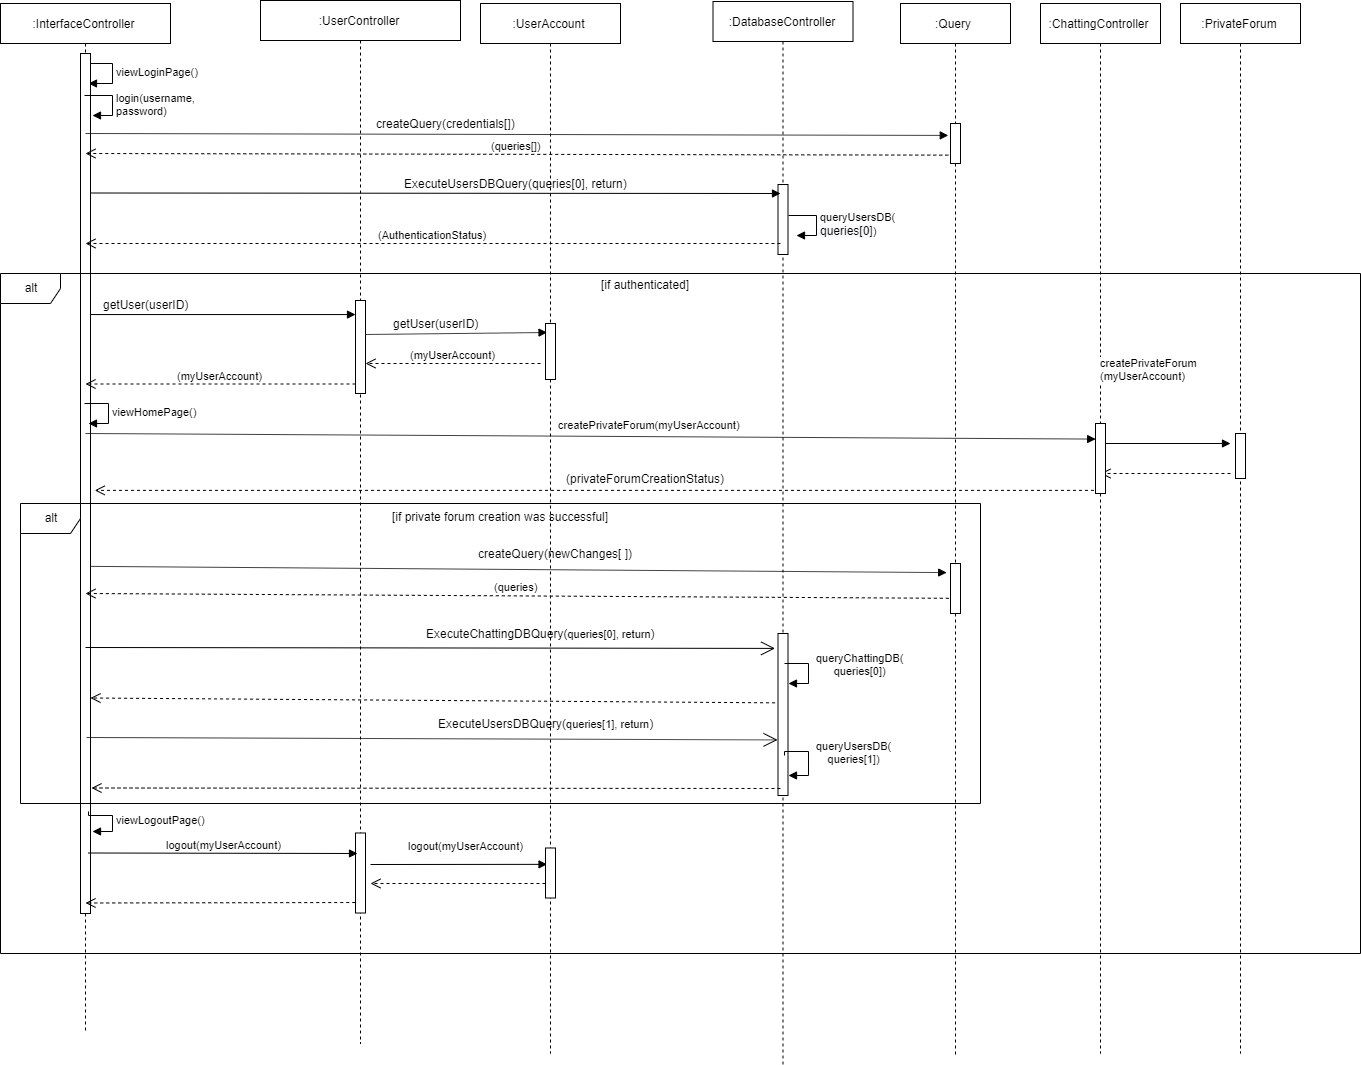 :InterfaceController
:UserController
:UserAccount
:DatabaseController
:Query
:ChattingController
:PrivateForum
viewLoginPage()
login(username,
password)
createQuery(credentials[])
(queries[])
ExecuteUsersDBQuery(queries[0], return)
queryUsersDB(
queries[0])
(AuthenticationStatus)
alt
[if authenticated]
getUser(userID)
getUser(userID)
(myUserAccount)
(myUserAccount)
createPrivateForum
(myUserAccount)
viewHomePage()
createPrivateForum(myUserAccount)
(privateForumCreationStatus)
alt
[if private forum creation was successful]
createQuery(newChanges[ ])
(queries)
ExecuteChattingDBQuery(queries[0], return)
queryChattingDB(
queries[0])
ExecuteUsersDBQuery(queries[1], return)
queryUsersDB(
queries[1])
viewLogoutPage()
logout(myUserAccount)
logout(myUserAccount)